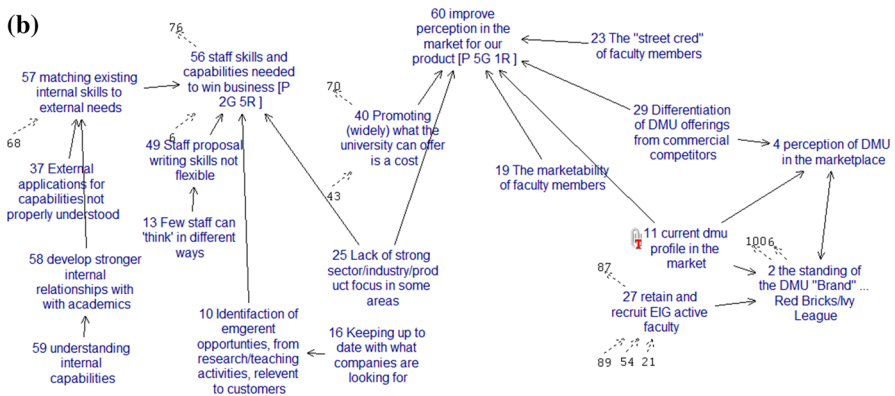 (b)
76
56 staff skills and
capabilities needed
to win business [P
2G 5R ]
57 matching existing
internal skills to
external needs
68
37 External
applications for
capabilities not
properly understood
6
49 Staff proposal
writing skills not
flexible
13 Few staff can
'think' in different
ways
58 develop stronger
internal
relationships with
with academics
59 understanding
internal
capabilities
10 Identifaction of
emgerent
opportunties, from
research/teaching
activities, relevent
to customers
16 Keeping up to
date with what
companies are
looking for
25 Lack of strong
sector/industry/prod
uct focus in some
areas
70
40 Promoting
(widely) what the
university can offer
is a cost
43
60 improve
perception in the
market for our
product [P 5G 1R ]
23 The "street cred"
of faculty members
29 Differentiation
of DMU offerings
from commercial
competitors
19 The marketability
of faculty members
4 perception of DMU
in the marketplace
T
11 current dmu
profile in the
market
100
6
2 the standing of
the DMU "Brand" ...
Red Bricks/Ivy
League
87
27 retain and
recruit EIG active
faculty
89 54 21